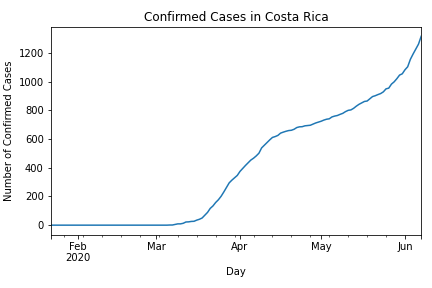 Confirmed Cases in Costa Rica
Number of Confirmed Cases
1200
1000
800
600
400
200
0
Feb
2020
Mar
Apr
May
Jun
Day